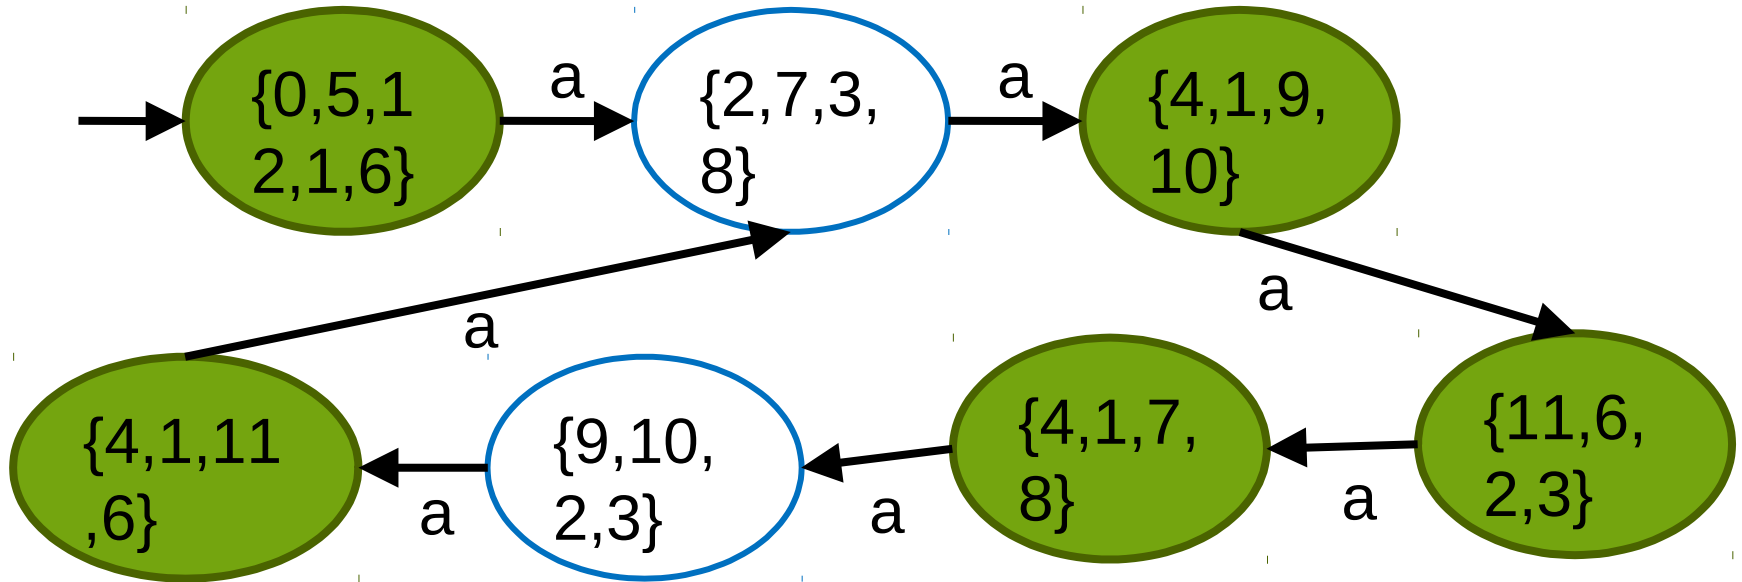 a
a
{0,5,1
2,1,6}
{2,7,3,
8}
{4,1,9,
10}
a
a
{4,1,11
,6}
{9,10,
2,3}
{4,1,7,
8}
{11,6,
2,3}
a
a
a